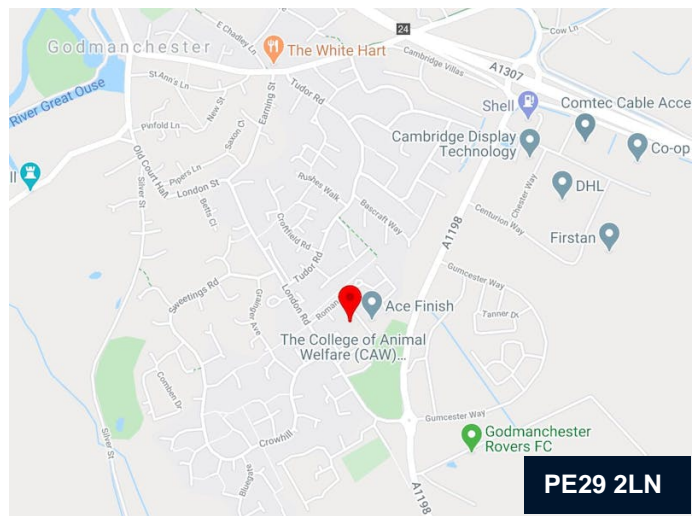 Godmanchester
E Chadley Ln
The White Hart
24
Cow Ln
Cambridge Villas
A1307
St Ann's Ln
New St
Earning St
Tudor Rd
Shell
Comtec Cable Acce
River Great Ouse
Pinfold Ln
Saxon Cl
Cambridge Display
Technology
Co-op
Old Court Hall
Pipers Ln
London St
Silver St
Rushes Walk
Chester Way
DHL
Betts Cl
Bascraft Way
Centurion Way
Croftfield Rd
A1198
Firstan
Tudor Rd
Sweetings Rd
Grainger Ave
London Rd
Roman
Gumcester Way
Ace Finish
Tanner Dr
The College of Animal
Welfare (CAW)...
Comben Dr
Gumcester Way
Crowhill
Godmanchester
Rovers FC
Silver St
Bluegate
A1198
PE29 2LN